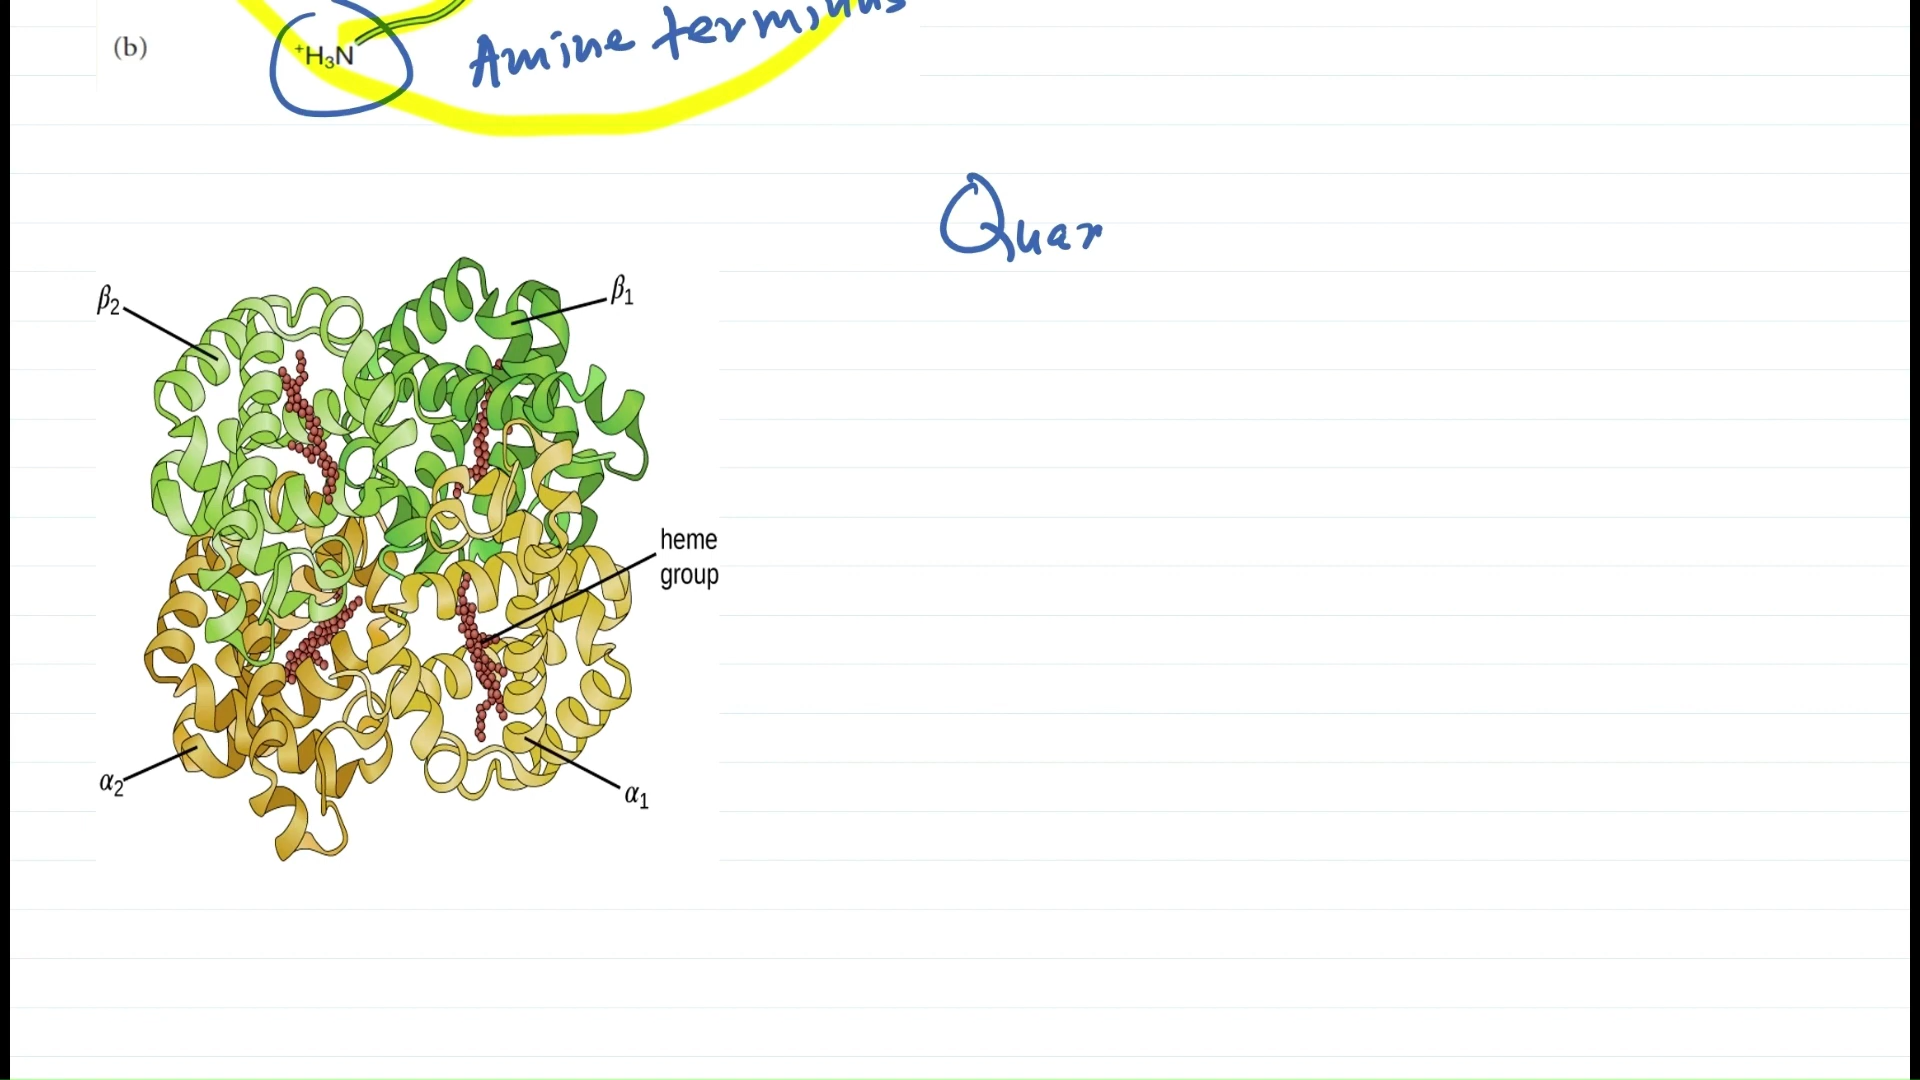 (b)
⁺H₃N
Amine terminus
Quar
β₂
β₁
heme
group
α₂
α₁